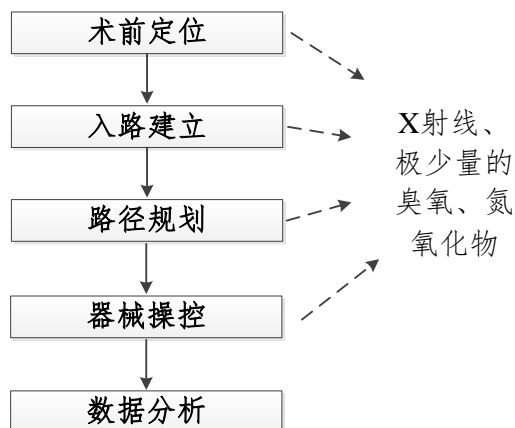 术前定位
入路建立
X射线、
极少量的
臭氧、氮
氧化物
路径规划
器械操控
数据分析